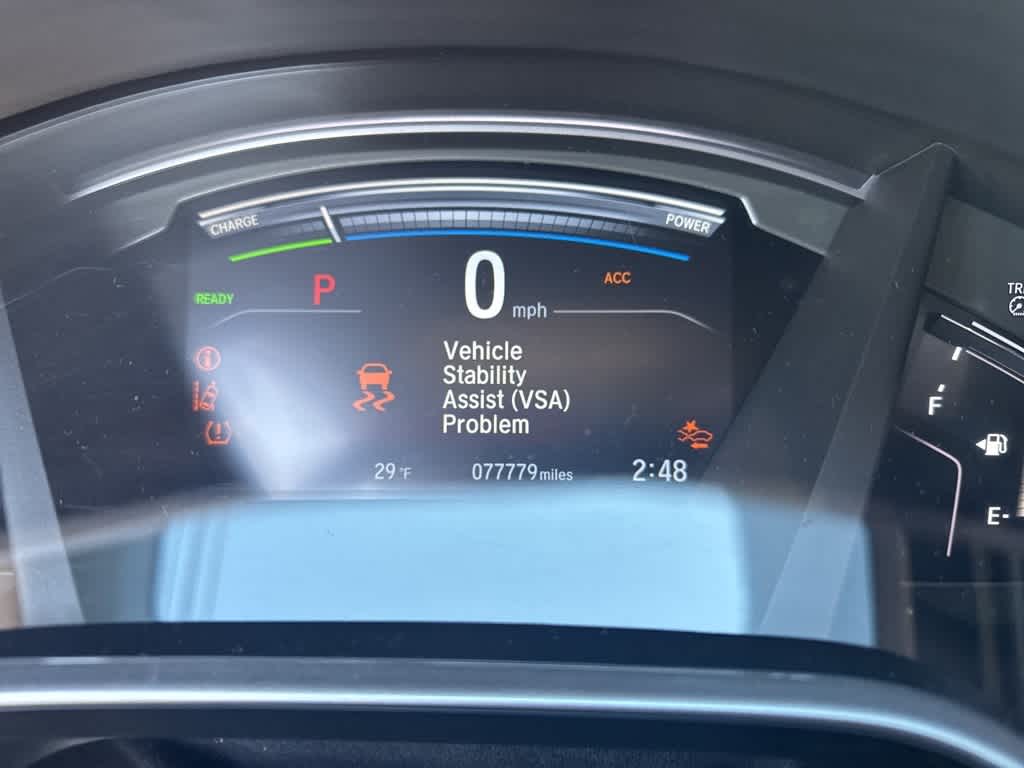 CHARGE
POWER
READY
P
0 mph
ACC
Vehicle
Stability
Assist (VSA)
Problem
29 °F
077779 miles
2:48
F
E-